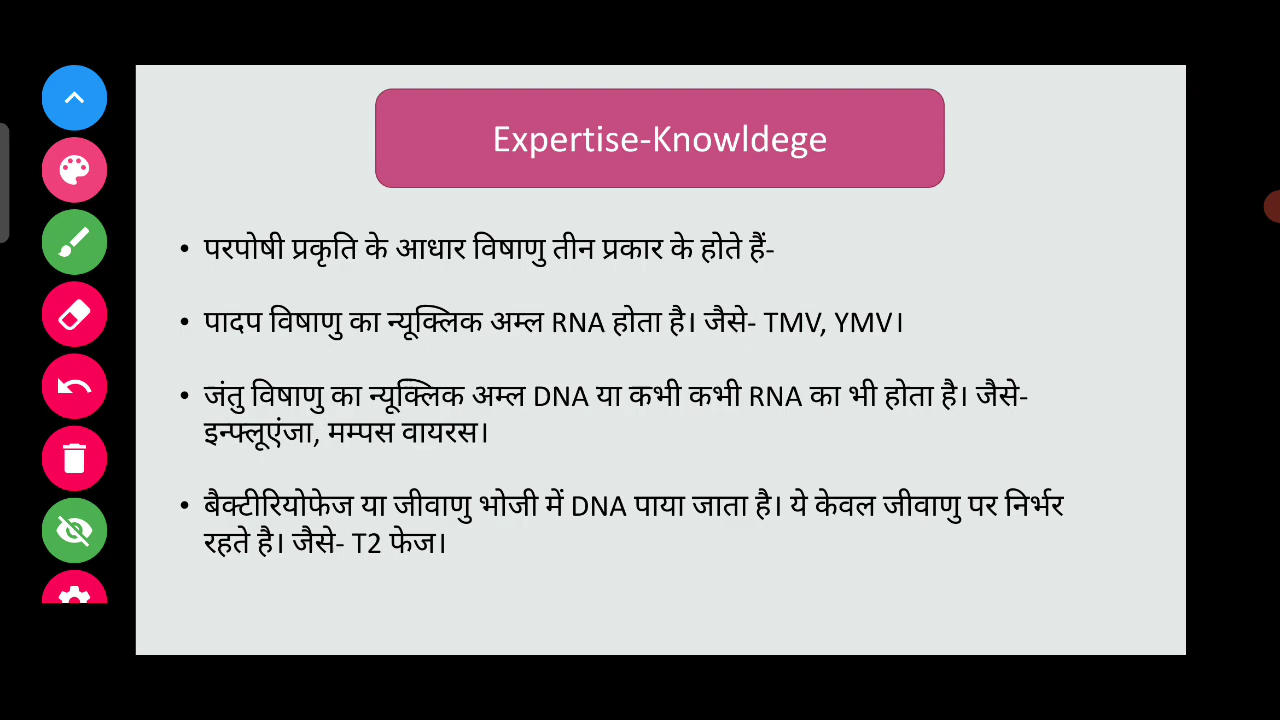 Expertise-Knowldege
• परपोषी प्रकृति के आधार विषाणु तीन प्रकार के होते हैं-
• पादप विषाणु का न्यूक्लिक अम्ल RNA होता है। जैसे- TMV, YMV।
• जंतु विषाणु का न्यूक्लिक अम्ल DNA या कभी कभी RNA का भी होता है। जैसे-
इन्फ्लूएंजा, मम्पस वायरस।
• बैक्टीरियोफेज या जीवाणु भोजी में DNA पाया जाता है। ये केवल जीवाणु पर निर्भर
रहते है। जैसे- T2 फेज।